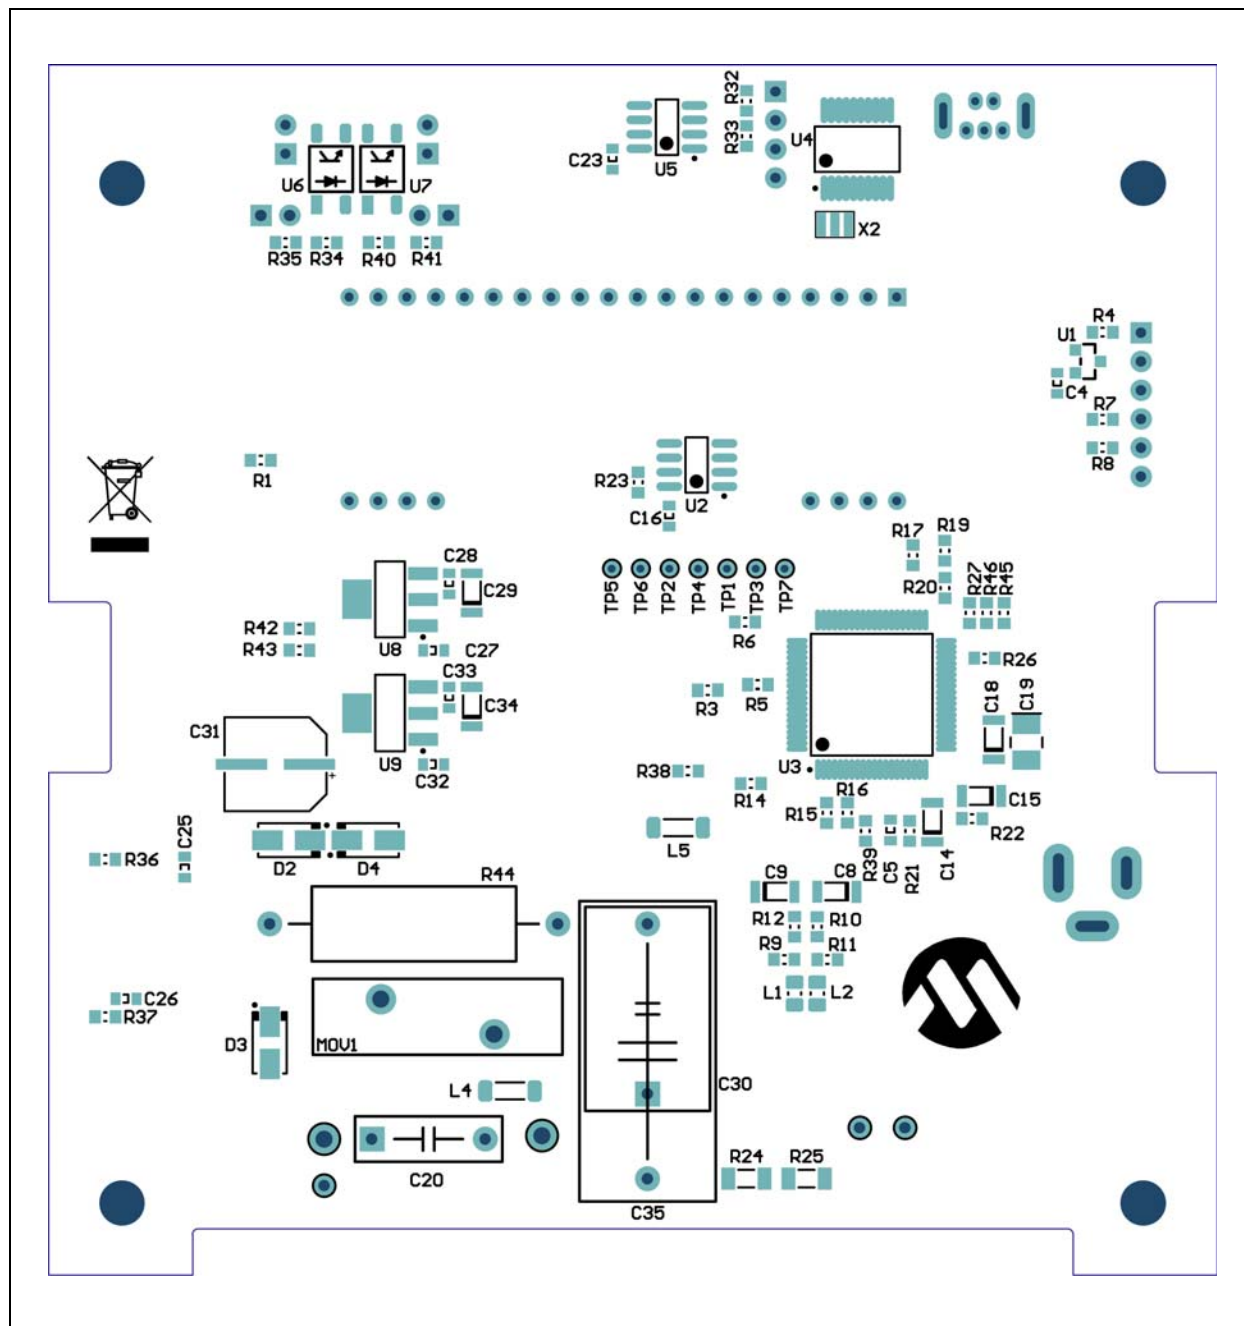 R32
R33
U4
C23
U5
U6
U7
X2
R35
R34
R40
R41
R4
U1
C4
R7
R8
R1
R23
U2
C16
R17
R19
R20
R27
R46
R45
C28
C29
TP5
TP6
TP2
TP4
TP1
TP3
TP7
R42
R43
U8
C27
R6
R26
C33
C34
R3
R5
C18
C19
C31
+
U9
C32
R38
R14
U3
R16
R15
C15
R22
L5
R39
C5
R21
C14
C25
R36
D2
D4
R44
C9
C8
R12
R10
R9
R11
L1
L2
C26
R37
D3
MOV1
L4
C30
C20
R24
R25
C35